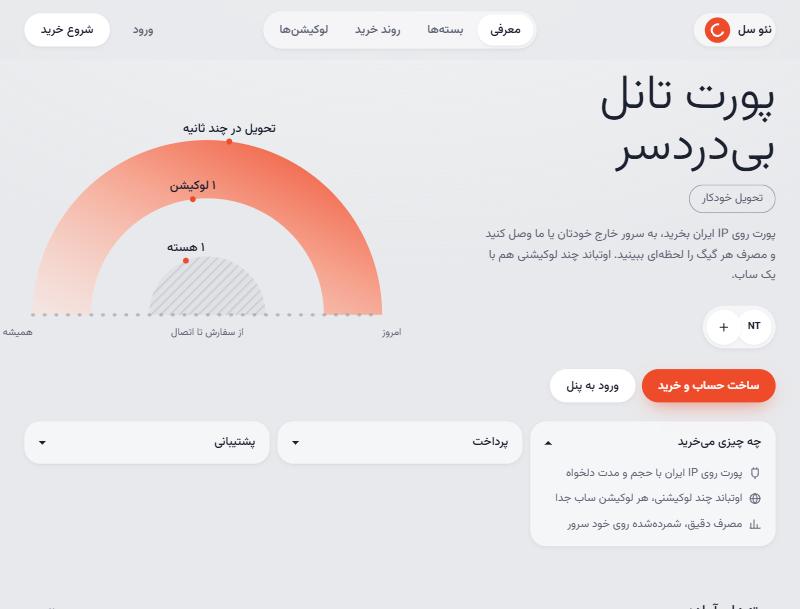 نئو سل
معرفی
بسته‌ها
روند خرید
لوکیشن‌ها
ورود
شروع خرید
پورت تانل
بی‌دردسر
تحویل خودکار
پورت روی IP ایران بخرید، به سرور خارج خودتان یا ما وصل کنید
و مصرف هر گیگ را لحظه‌ای ببینید. اوتباند چند لوکیشنی هم با
یک ساب.
NT
+
ساخت حساب و خرید
ورود به پنل
تحویل در چند ثانیه
۱ لوکیشن
۱ هسته
امروز
از سفارش تا اتصال
همیشه
چه چیزی می‌خرید
پورت روی IP ایران با حجم و مدت دلخواه
اوتباند چند لوکیشنی، هر لوکیشن ساب جدا
مصرف دقیق، شمرده‌شده روی خود سرور
پرداخت
پشتیبانی